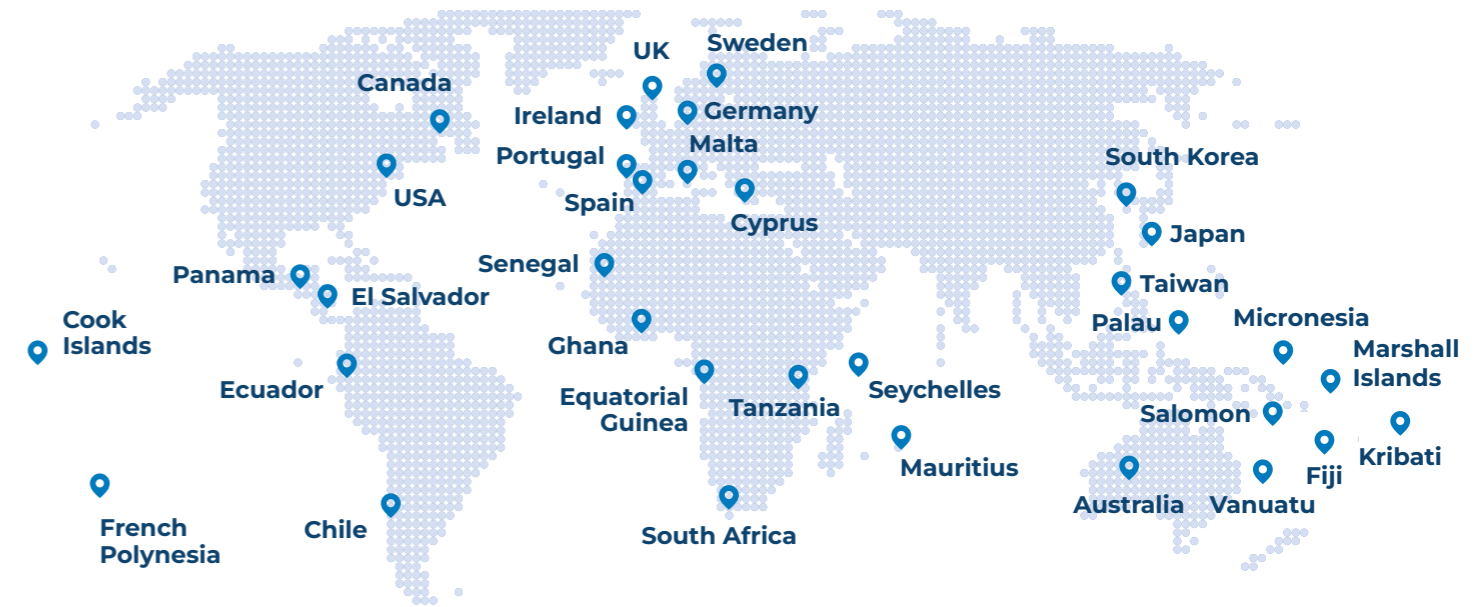 UK
Sweden
Canada
Ireland
Germany
Malta
Portugal
South Korea
USA
Spain
Cyprus
Japan
Senegal
Panama
El Salvador
Taiwan
Cook
Islands
Palau
Micronesia
Ghana
Marshall
Islands
Ecuador
Equatorial
Guinea
Tanzania
Seychelles
Salomon
Mauritius
Kribati
Fiji
Australia
Vanuatu
French
Polynesia
Chile
South Africa